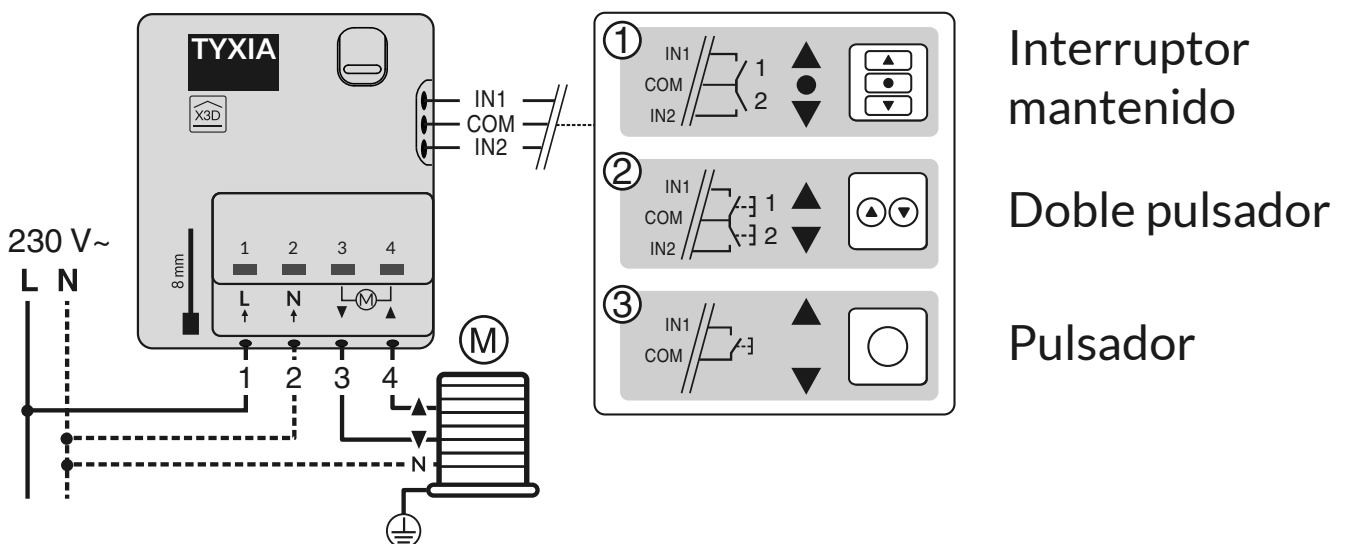 TYXIA
X3D
IN1
COM
IN2
8 mm
1 2 3 4
L N M
230 V~
L N
1 2 3 4
M
N
1
IN1
COM
IN2
1
2
2
IN1
COM
IN2
1
2
3
IN1
COM
Interruptor
mantenido
Doble pulsador
Pulsador